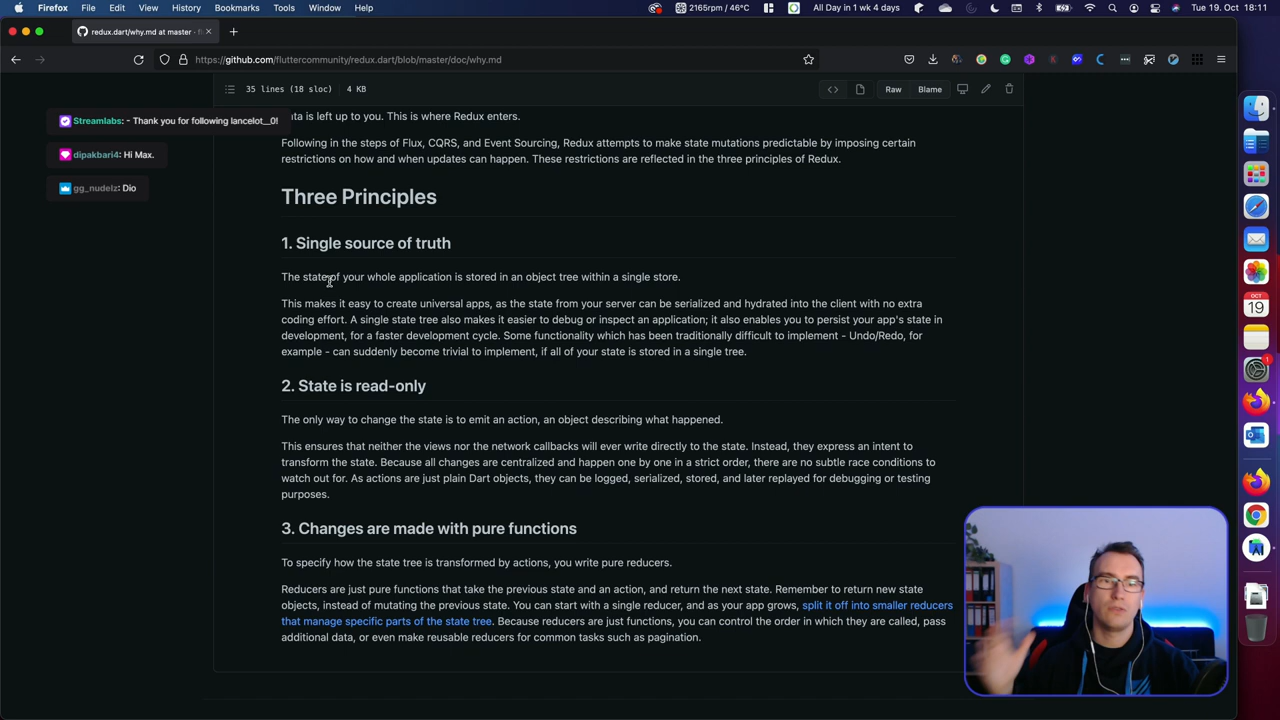 Firefox File Edit View History Bookmarks Tools Window Help
2165rpm / 46°C
All Day in 1 wk 4 days
Tue 19. Oct 18:11
redux.dart/why.md at master · f
https://github.com/fluttercommunity/redux.dart/blob/master/doc/why.md
35 lines (18 sloc) 4 KB
Raw Blame
Streamlabs: - Thank you for following lancelot__0!
dipakbari4: Hi Max.
gg_nudelz: Dio
data is left up to you. This is where Redux enters.
Following in the steps of Flux, CQRS, and Event Sourcing, Redux attempts to make state mutations predictable by imposing certain
restrictions on how and when updates can happen. These restrictions are reflected in the three principles of Redux.
Three Principles
1. Single source of truth
The state of your whole application is stored in an object tree within a single store.
This makes it easy to create universal apps, as the state from your server can be serialized and hydrated into the client with no extra
coding effort. A single state tree also makes it easier to debug or inspect an application; it also enables you to persist your app's state in
development, for a faster development cycle. Some functionality which has been traditionally difficult to implement - Undo/Redo, for
example - can suddenly become trivial to implement, if all of your state is stored in a single tree.
2. State is read-only
The only way to change the state is to emit an action, an object describing what happened.
This ensures that neither the views nor the network callbacks will ever write directly to the state. Instead, they express an intent to
transform the state. Because all changes are centralized and happen one by one in a strict order, there are no subtle race conditions to
watch out for. As actions are just plain Dart objects, they can be logged, serialized, stored, and later replayed for debugging or testing
purposes.
3. Changes are made with pure functions
To specify how the state tree is transformed by actions, you write pure reducers.
Reducers are just pure functions that take the previous state and an action, and return the next state. Remember to return new state
objects, instead of mutating the previous state. You can start with a single reducer, and as your app grows, split it off into smaller reducers
that manage specific parts of the state tree. Because reducers are just functions, you can control the order in which they are called, pass
additional data, or even make reusable reducers for common tasks such as pagination.
OCT
19
1